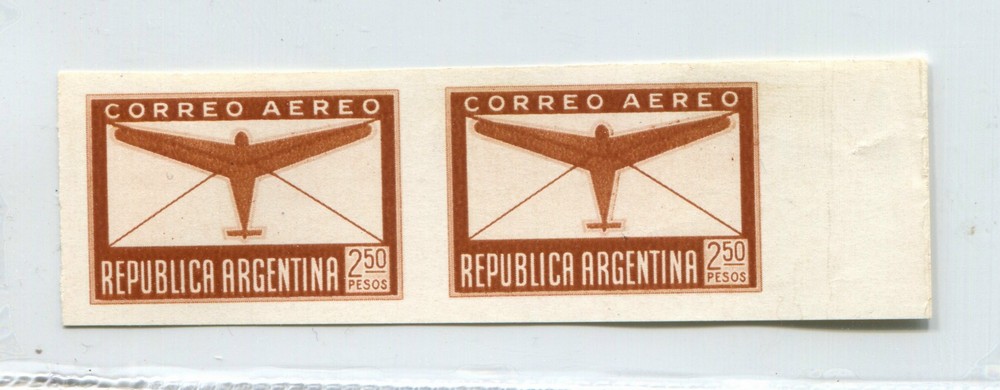 CORREO AEREO
REPUBLICA ARGENTINA 2.50 PESOS
CORREO AEREO
REPUBLICA ARGENTINA 2.50 PESOS